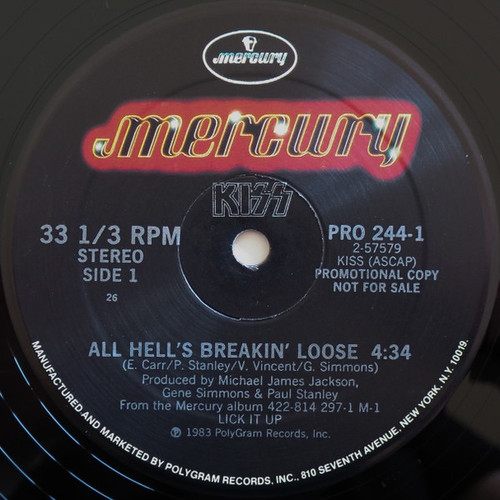 mercury
mercury
KISS
33 1/3 RPM
STEREO
SIDE 1
26
PRO 244-1
2-57579
KISS (ASCAP)
PROMOTIONAL COPY
NOT FOR SALE
ALL HELL'S BREAKIN' LOOSE 4:34
(E. Carr/P. Stanley/V. Vincent/G. Simmons)
Produced by Michael James Jackson,
Gene Simmons & Paul Stanley
From the Mercury album 422-814 297-1 M-1
LICK IT UP
℗ 1983 PolyGram Records, Inc.
MANUFACTURED AND MARKETED BY POLYGRAM RECORDS, INC., 810 SEVENTH AVENUE, NEW YORK, N.Y. 10019.